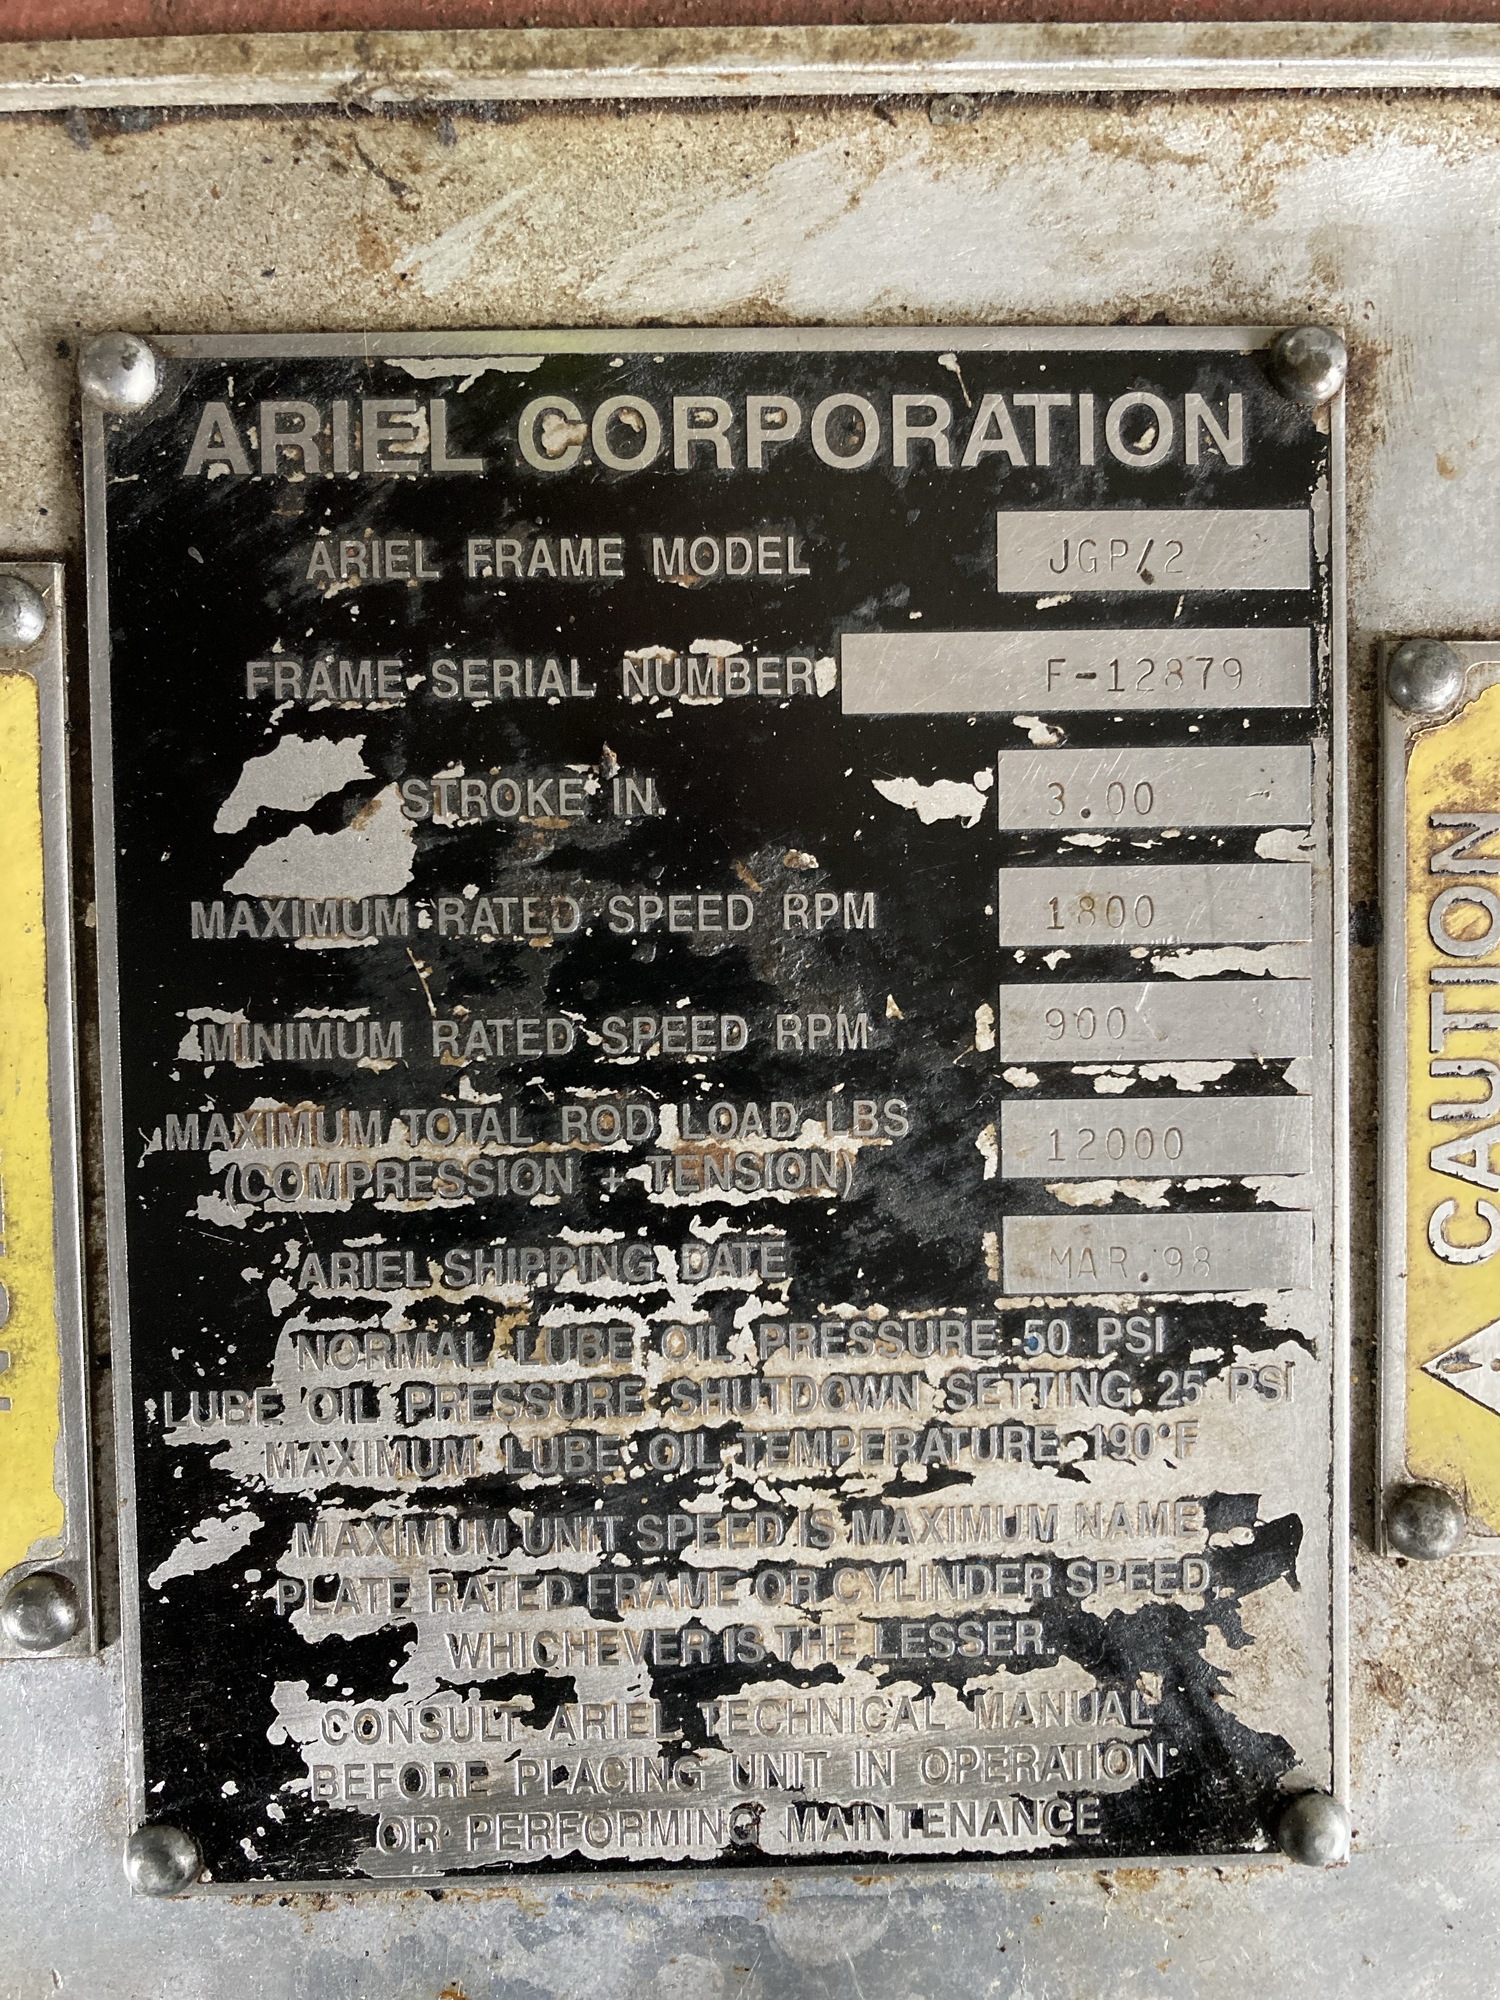 ARIEL CORPORATION
ARIEL FRAME MODEL JGP/2
FRAME SERIAL NUMBER F-12879
STROKE IN. 3.00
MAXIMUM RATED SPEED RPM 1800
MINIMUM RATED SPEED RPM 900
MAXIMUM TOTAL ROD LOAD LBS 12000
(COMPRESSION + TENSION)
ARIEL SHIPPING DATE MAR 98
NORMAL LUBE OIL PRESSURE 50 PSI
LUBE OIL PRESSURE SHUTDOWN SETTING 25 PSI
MAXIMUM LUBE OIL TEMPERATURE 190°F
MAXIMUM UNIT SPEED IS MAXIMUM NAME
PLATE RATED FRAME OR CYLINDER SPEED,
WHICHEVER IS THE LESSER.
CONSULT ARIEL TECHNICAL MANUAL
BEFORE PLACING UNIT IN OPERATION
OR PERFORMING MAINTENANCE
CAUTION